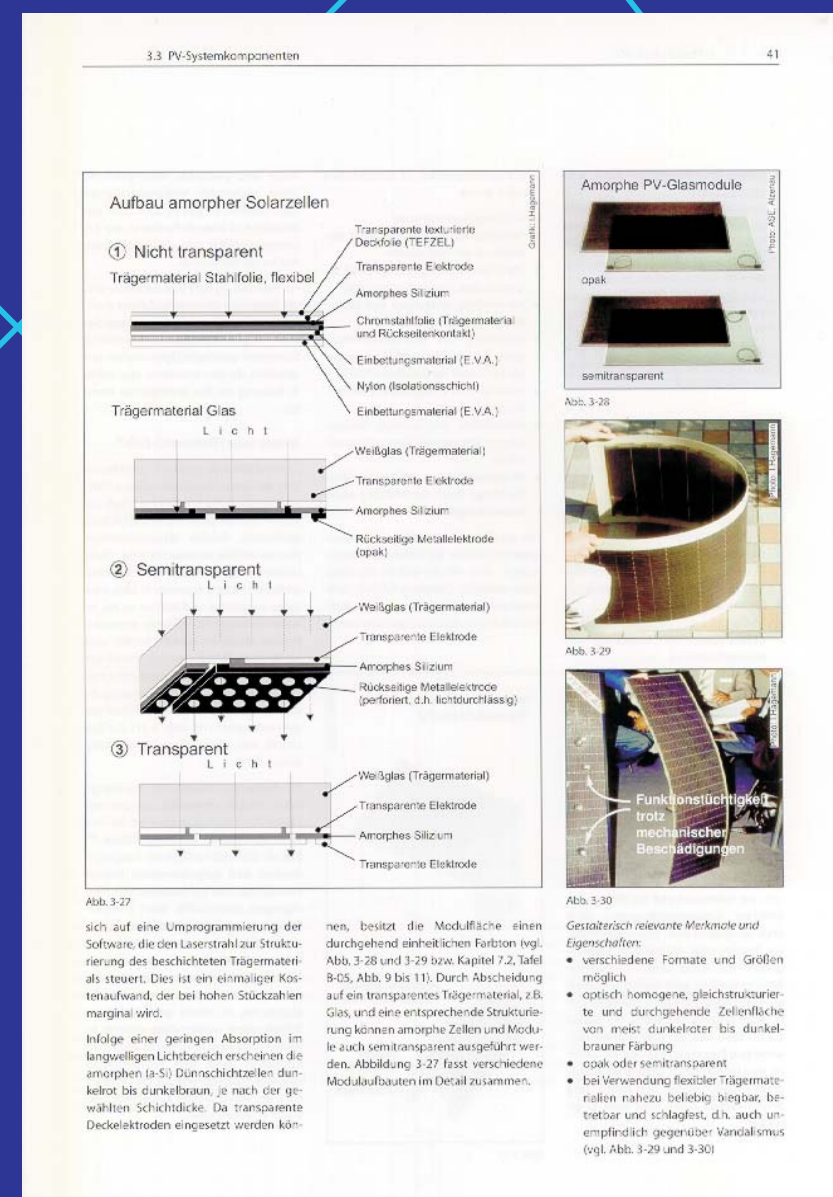 3.3 PV-Systemkomponenten
41
Aufbau amorpher Solarzellen
Grafik: I.Hagemann
① Nicht transparent
Trägermaterial Stahlfolie, flexibel
Transparente texturierte
Deckfolie (TEFZEL)
Transparente Elektrode
Amorphes Silizium
Chromstahlfolie (Trägermaterial
und Rückseitenkontakt)
Einbettungsmaterial (E.V.A.)
Nylon (Isolationsschicht)
Einbettungsmaterial (E.V.A.)
Trägermaterial Glas
Licht
Weißglas (Trägermaterial)
Transparente Elektrode
Amorphes Silizium
Rückseitige Metallelektrode
(opak)
② Semitransparent
Licht
Weißglas (Trägermaterial)
Transparente Elektrode
Amorphes Silizium
Rückseitige Metallelektrode
(perforiert, d.h. lichtdurchlässig)
③ Transparent
Licht
Weißglas (Trägermaterial)
Transparente Elektrode
Amorphes Silizium
Transparente Elektrode
Abb. 3-27
Amorphe PV-Glasmodule
Photo: ASE, Alzenau
opak
semitransparent
Abb. 3-28
Photo: I.Hagemann
Abb. 3-29
Photo: I.Hagemann
Funktionstüchtigkeit
trotz
mechanischer
Beschädigungen
Abb. 3-30
sich auf eine Umprogrammierung der
Software, die den Laserstrahl zur Struktu-
rierung des beschichteten Trägermateri-
als steuert. Dies ist ein einmaliger Kos-
tenaufwand, der bei hohen Stückzahlen
marginal wird.
Infolge einer geringen Absorption im
langwelligen Lichtbereich erscheinen die
amorphen (a-Si) Dünnschichtzellen dun-
kelrot bis dunkelbraun, je nach der ge-
wählten Schichtdicke. Da transparente
Deckelektroden eingesetzt werden kön-
nen, besitzt die Modulfläche einen
durchgehend einheitlichen Farbton (vgl.
Abb. 3-28 und 3-29 bzw. Kapitel 7.2, Tafel
B-05, Abb. 9 bis 11). Durch Abscheidung
auf ein transparentes Trägermaterial, z.B.
Glas, und eine entsprechende Strukturie-
rung können amorphe Zellen und Modu-
le auch semitransparent ausgeführt wer-
den. Abbildung 3-27 fasst verschiedene
Modulaufbauten im Detail zusammen.
Gestalterisch relevante Merkmale und
Eigenschaften:
• verschiedene Formate und Größen
möglich
• optisch homogene, gleichstrukturier-
te und durchgehende Zellenfläche
von meist dunkelroter bis dunkel-
brauner Färbung
• opak oder semitransparent
• bei Verwendung flexibler Trägermate-
rialien nahezu beliebig biegbar, be-
tretbar und schlagfest, d.h. auch un-
empfindlich gegenüber Vandalismus
(vgl. Abb. 3-29 und 3-30)